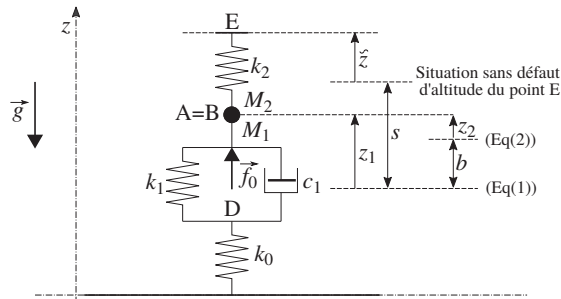 z
E
ẑ
k₂
Situation sans défaut
d'altitude du point E
g⃗
A=B
M₂
M₁
z₂
(Eq(2))
s
z₁
b
k₁
f⃗₀
c₁
(Eq(1))
D
k₀